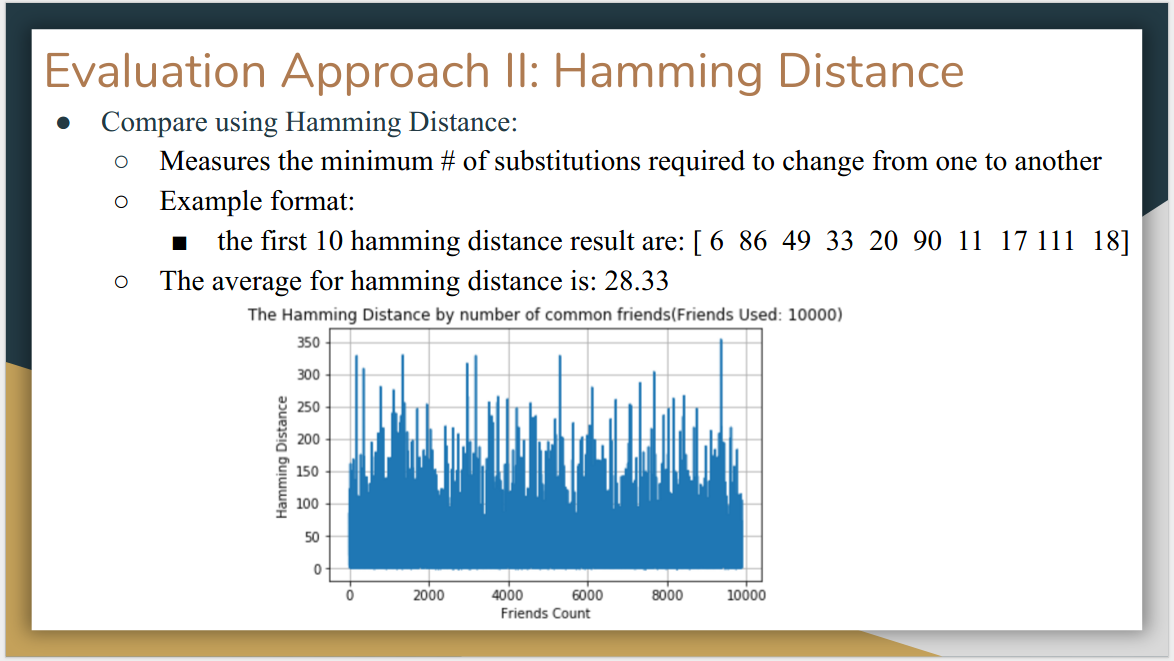 Evaluation Approach II: Hamming Distance
● Compare using Hamming Distance:
○ Measures the minimum # of substitutions required to change from one to another
○ Example format:
■ the first 10 hamming distance result are: [ 6 86 49 33 20 90 11 17 111 18]
○ The average for hamming distance is: 28.33
The Hamming Distance by number of common friends(Friends Used: 10000)
Hamming Distance
350
300
250
200
150
100
50
0
0 2000 4000 6000 8000 10000
Friends Count